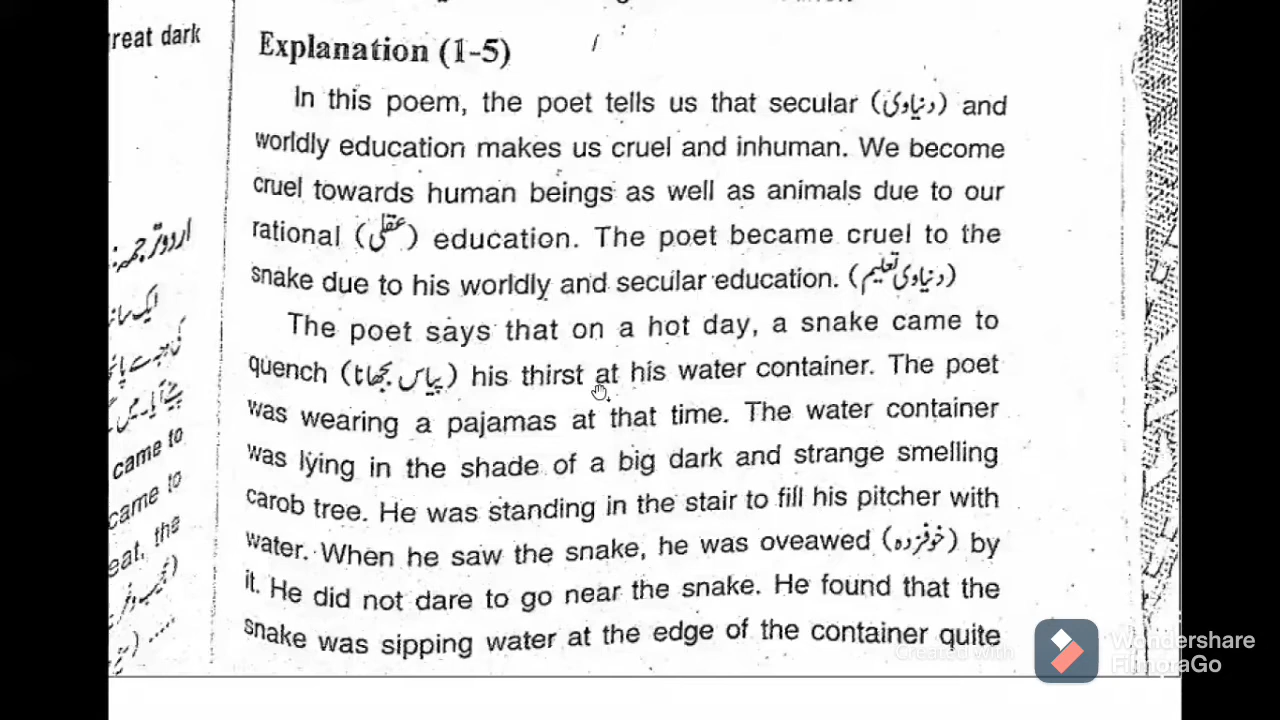 reat dark
اردو ترجمہ:
came to
came to
eat, the
Explanation (1-5)
In this poem, the poet tells us that secular (دنیاوی) and
worldly education makes us cruel and inhuman. We become
cruel towards human beings as well as animals due to our
rational (عقلی) education. The poet became cruel to the
snake due to his worldly and secular education. (دنیاوی تعلیم)
The poet says that on a hot day, a snake came to
quench (پیاس بجھانا) his thirst at his water container. The poet
was wearing a pajamas at that time. The water container
was lying in the shade of a big dark and strange smelling
carob tree. He was standing in the stair to fill his pitcher with
water. When he saw the snake, he was oveawed (خوفزدہ) by
it. He did not dare to go near the snake. He found that the
snake was sipping water at the edge of the container quite
Created with
Wondershare
FilmoraGo